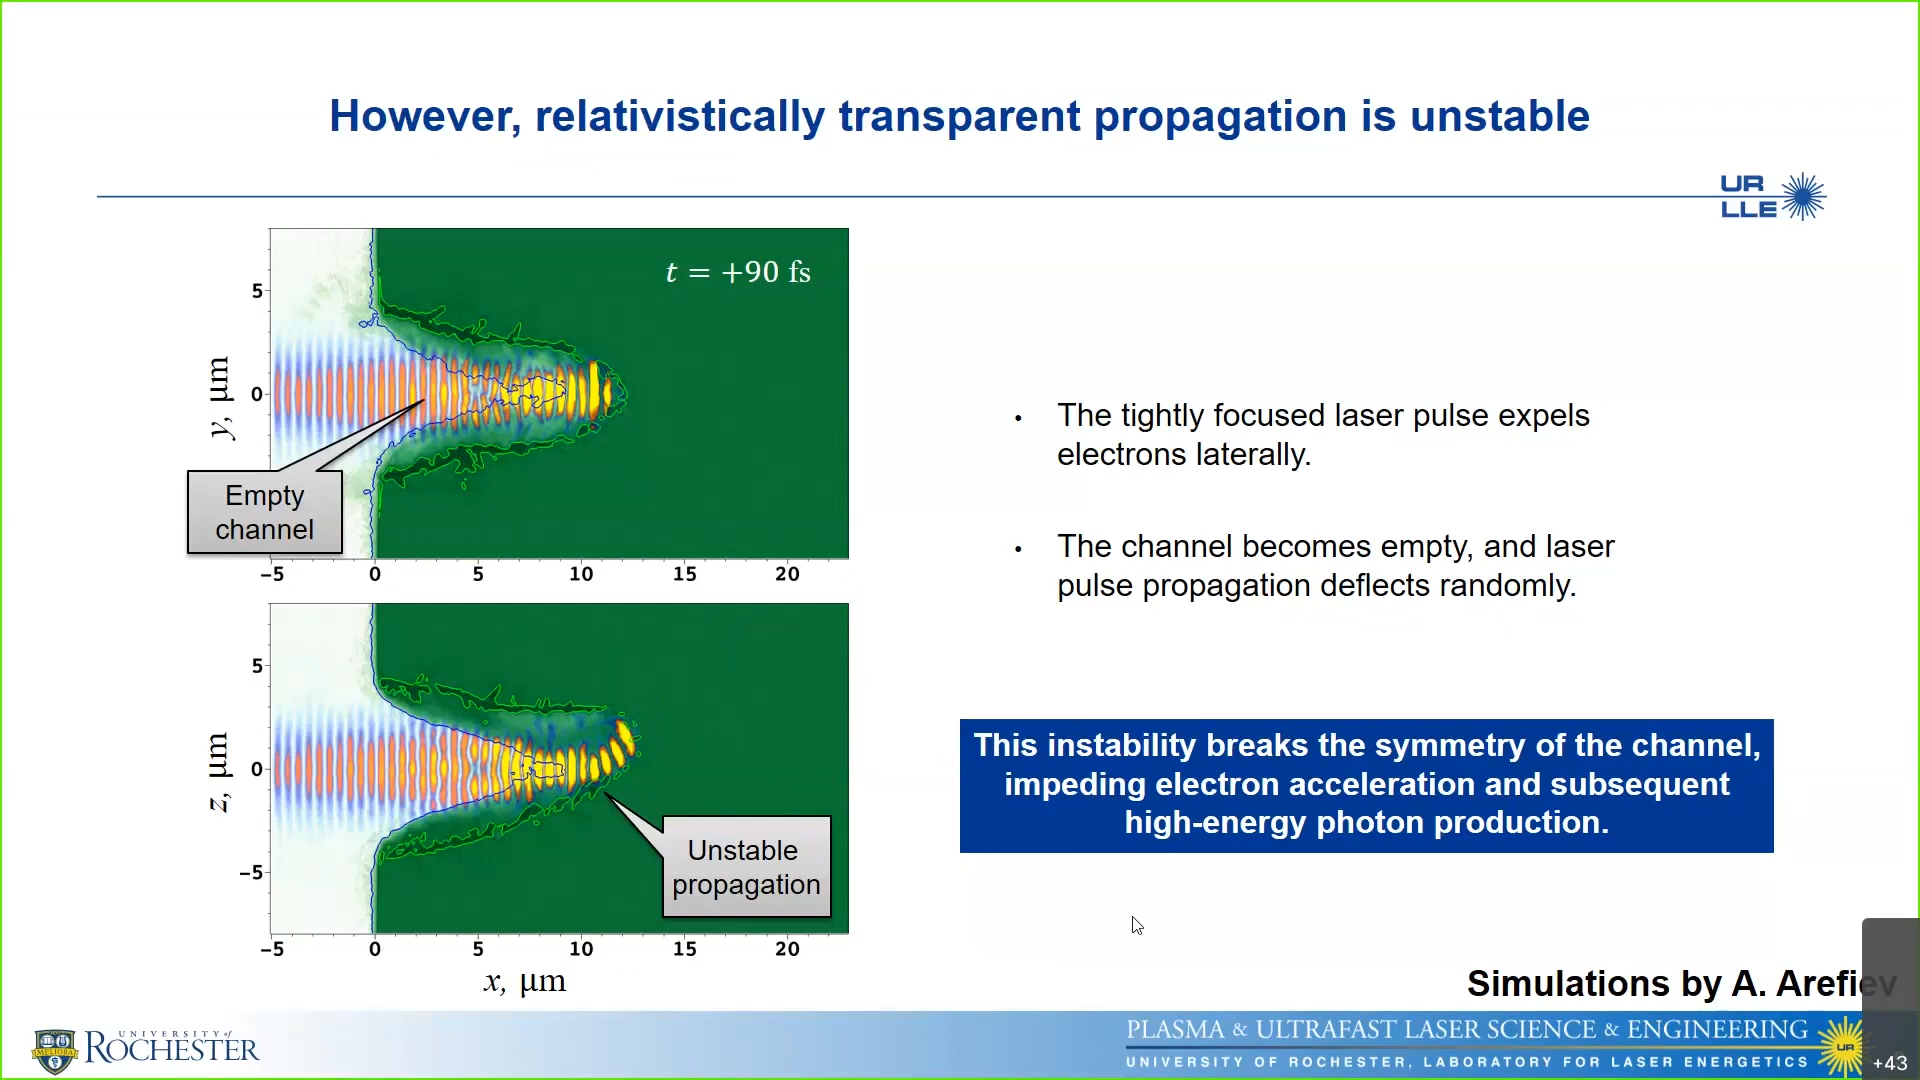 However, relativistically transparent propagation is unstable
UR
LLE
t = +90 fs
5
0
y, μm
Empty
channel
−5 0 5 10 15 20
5
0
−5
z, μm
Unstable
propagation
−5 0 5 10 15 20
x, μm
• The tightly focused laser pulse expels
electrons laterally.
• The channel becomes empty, and laser
pulse propagation deflects randomly.
This instability breaks the symmetry of the channel,
impeding electron acceleration and subsequent
high-energy photon production.
Simulations by A. Arefiev
MELIORA
UNIVERSITY of
ROCHESTER
PLASMA & ULTRAFAST LASER SCIENCE & ENGINEERING
UNIVERSITY OF ROCHESTER, LABORATORY FOR LASER ENERGETICS
UR
+43